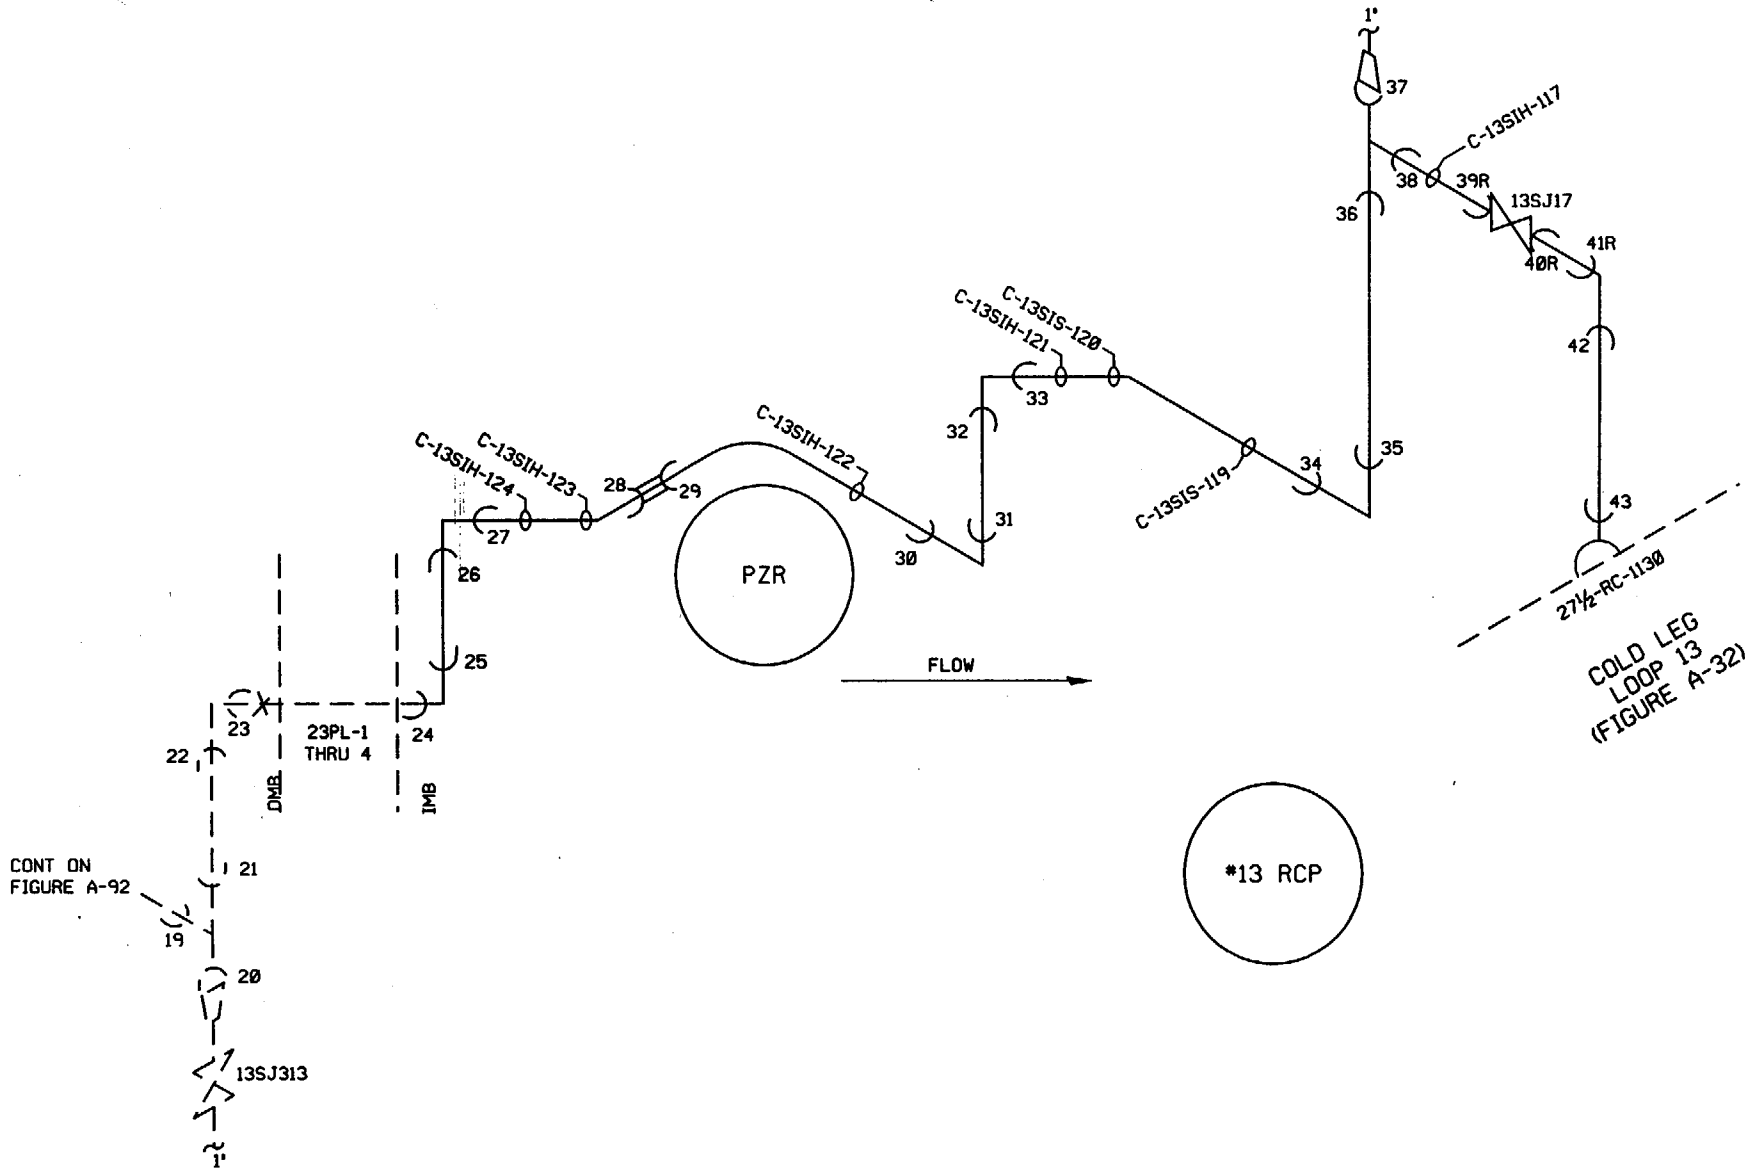 1"
37
C-13SIH-117
38
39R
13SJ17
36
41R
40R
C-13SIS-120
C-13SIH-121
42
33
C-13SIH-122
32
C-13SIH-123
C-13SIH-124
35
34
28
29
C-13SIS-119
43
31
27
30
27½-RC-1130
26
PZR
COLD LEG
LOOP 13
(FIGURE A-32)
25
FLOW
23
24
23PL-1
THRU 4
22
OMB
IMB
CONT ON
FIGURE A-92
21
#13 RCP
19
20
13SJ313
1"